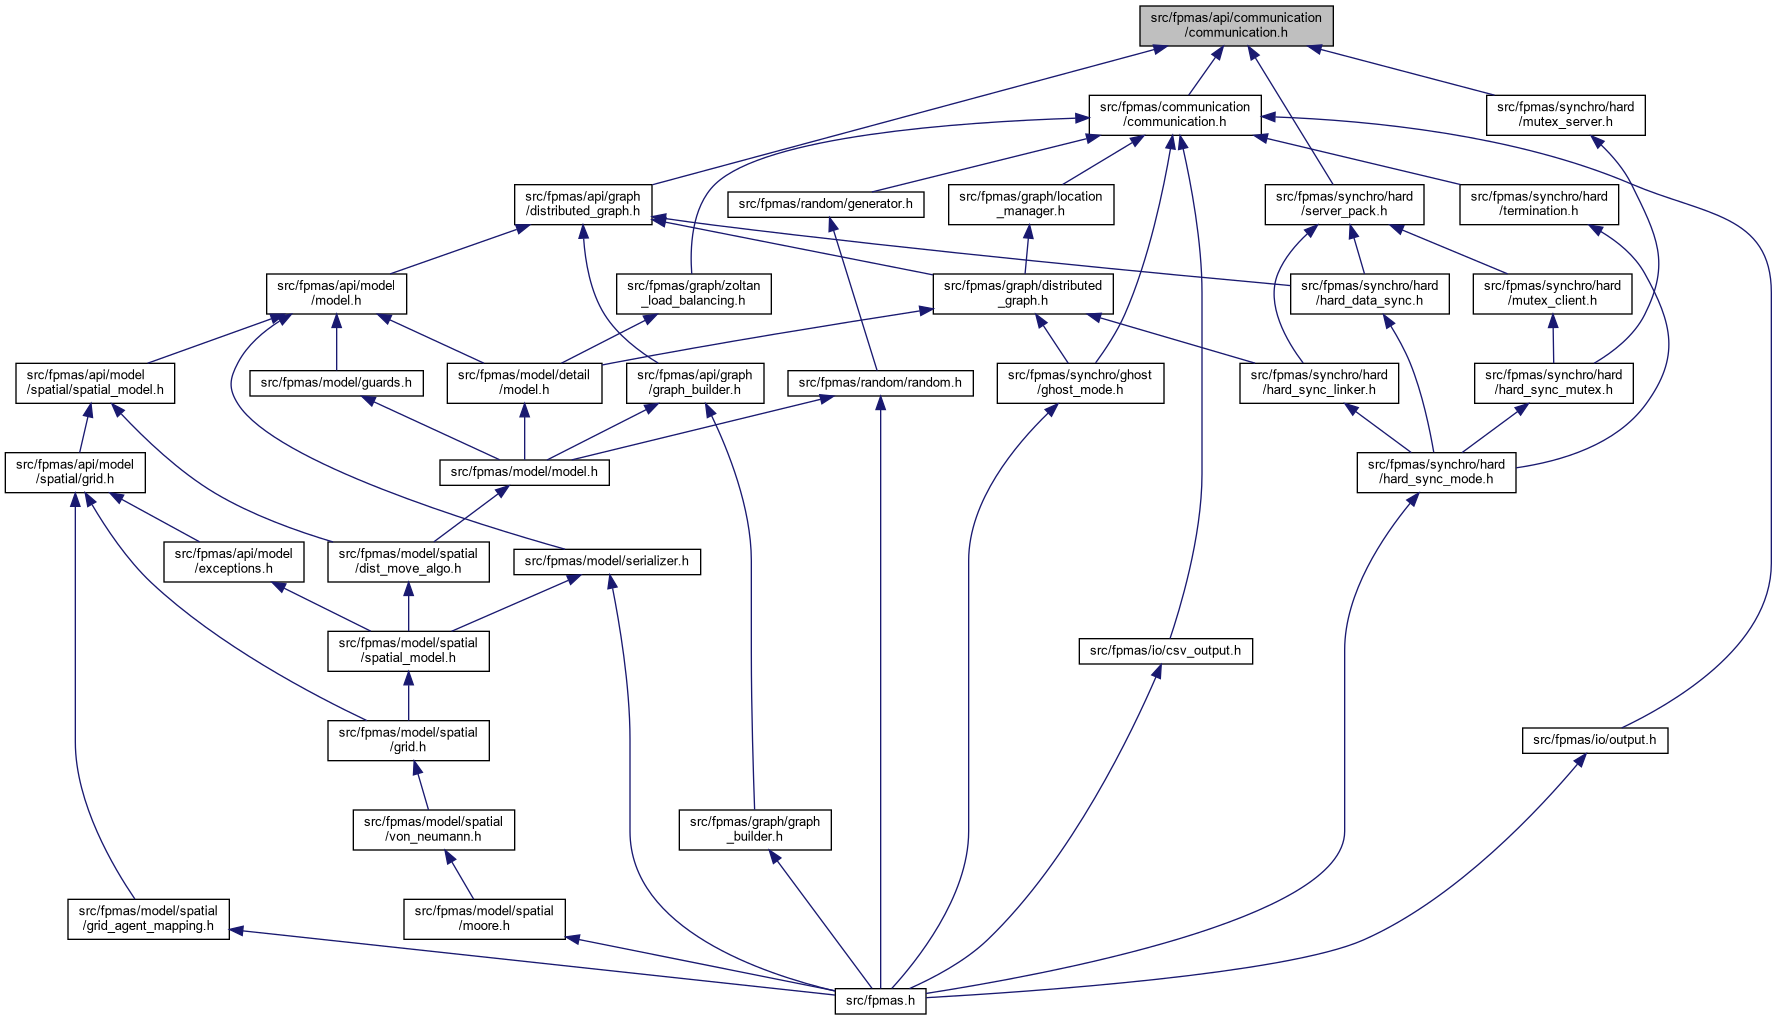 src/fpmas/api/communication
/communication.h
src/fpmas/communication
/communication.h
src/fpmas/synchro/hard
/mutex_server.h
src/fpmas/api/graph
/distributed_graph.h
src/fpmas/random/generator.h
src/fpmas/graph/location
_manager.h
src/fpmas/synchro/hard
/server_pack.h
src/fpmas/synchro/hard
/termination.h
src/fpmas/api/model
/model.h
src/fpmas/graph/zoltan
_load_balancing.h
src/fpmas/graph/distributed
_graph.h
src/fpmas/synchro/hard
/hard_data_sync.h
src/fpmas/synchro/hard
/mutex_client.h
src/fpmas/api/model
/spatial/spatial_model.h
src/fpmas/model/guards.h
src/fpmas/model/detail
/model.h
src/fpmas/api/graph
/graph_builder.h
src/fpmas/random/random.h
src/fpmas/synchro/ghost
/ghost_mode.h
src/fpmas/synchro/hard
/hard_sync_linker.h
src/fpmas/synchro/hard
/hard_sync_mutex.h
src/fpmas/api/model
/spatial/grid.h
src/fpmas/model/model.h
src/fpmas/synchro/hard
/hard_sync_mode.h
src/fpmas/api/model
/exceptions.h
src/fpmas/model/spatial
/dist_move_algo.h
src/fpmas/model/serializer.h
src/fpmas/model/spatial
/spatial_model.h
src/fpmas/io/csv_output.h
src/fpmas/model/spatial
/grid.h
src/fpmas/io/output.h
src/fpmas/model/spatial
/von_neumann.h
src/fpmas/graph/graph
_builder.h
src/fpmas/model/spatial
/grid_agent_mapping.h
src/fpmas/model/spatial
/moore.h
src/fpmas.h